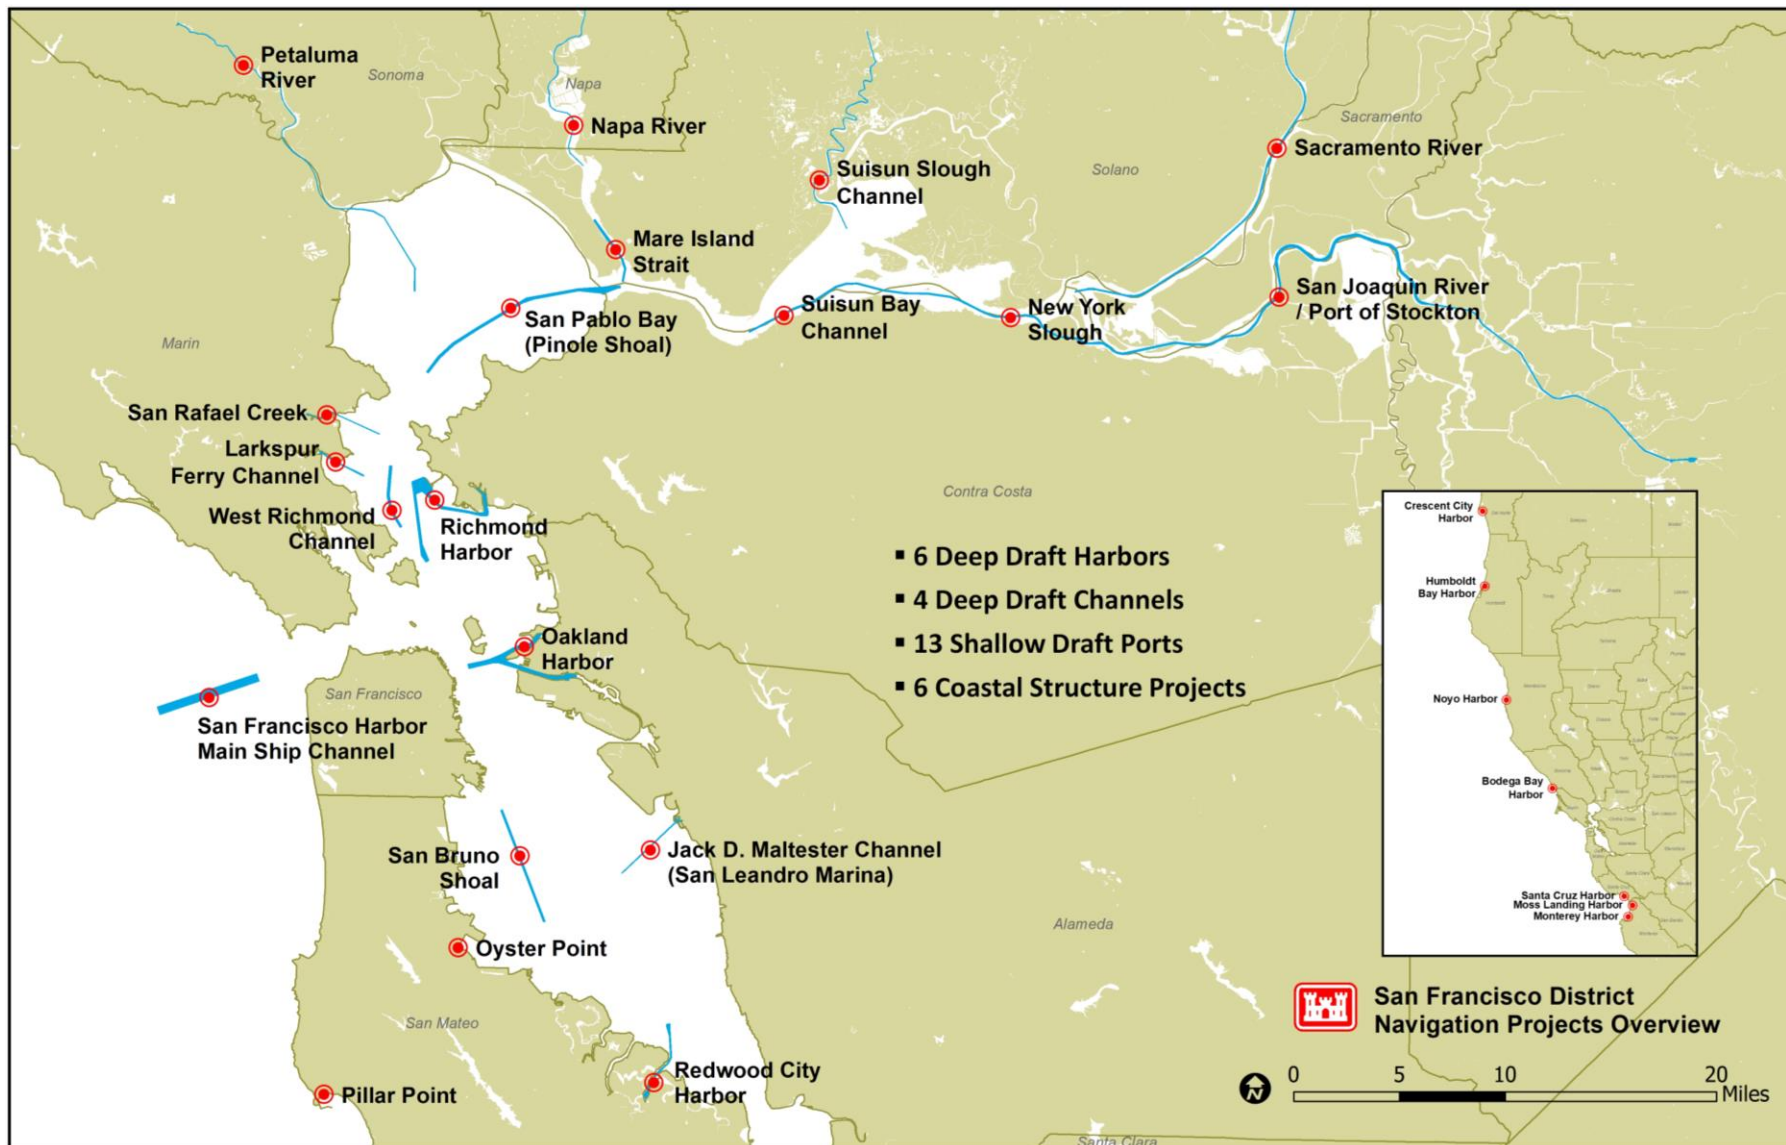 Petaluma
River
Sonoma
Napa
Napa River
Sacramento
Sacramento River
Suisun Slough
Channel
Solano
Mare Island
Strait
San Pablo Bay
(Pinole Shoal)
Suisun Bay
Channel
New York
Slough
San Joaquin River
/ Port of Stockton
Marin
San Rafael Creek
Larkspur
Ferry Channel
West Richmond
Channel
Richmond
Harbor
Contra Costa
▪ 6 Deep Draft Harbors
▪ 4 Deep Draft Channels
▪ 13 Shallow Draft Ports
▪ 6 Coastal Structure Projects
Oakland
Harbor
San Francisco
San Francisco Harbor
Main Ship Channel
San Bruno
Shoal
Jack D. Maltester Channel
(San Leandro Marina)
Alameda
Oyster Point
San Mateo
Redwood City
Harbor
Pillar Point
Santa Clara
Crescent City
Harbor
Humboldt
Bay Harbor
Noyo Harbor
Bodega Bay
Harbor
Santa Cruz Harbor
Moss Landing Harbor
Monterey Harbor
San Francisco District
Navigation Projects Overview
N
0 5 10 20
Miles